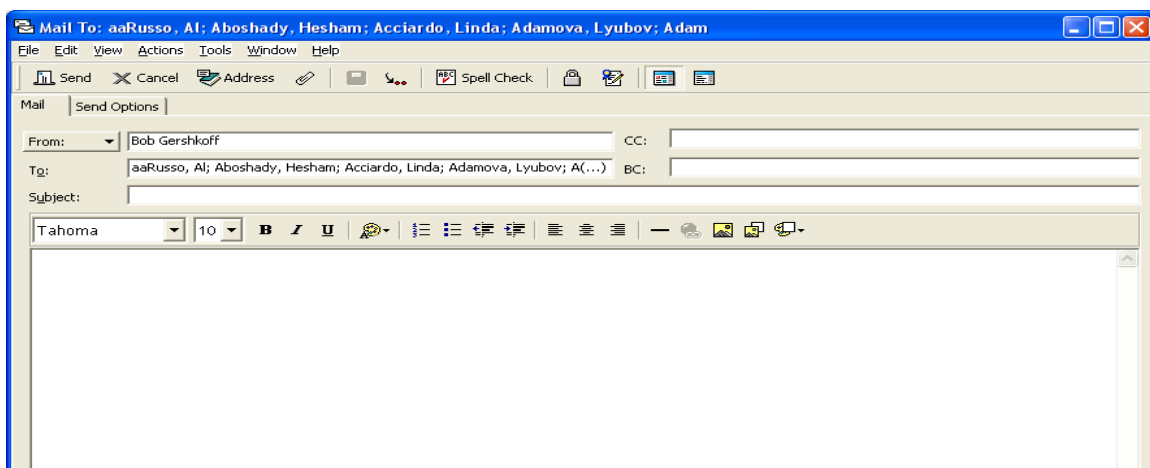 Mail To: aaRusso, Al; Aboshady, Hesham; Acciardo, Linda; Adamova, Lyubov; Adam
File Edit View Actions Tools Window Help
Send Cancel Address Spell Check
Mail Send Options
From: Bob Gershkoff CC:
To: aaRusso, Al; Aboshady, Hesham; Acciardo, Linda; Adamova, Lyubov; A(...) BC:
Subject:
Tahoma 10 B I U